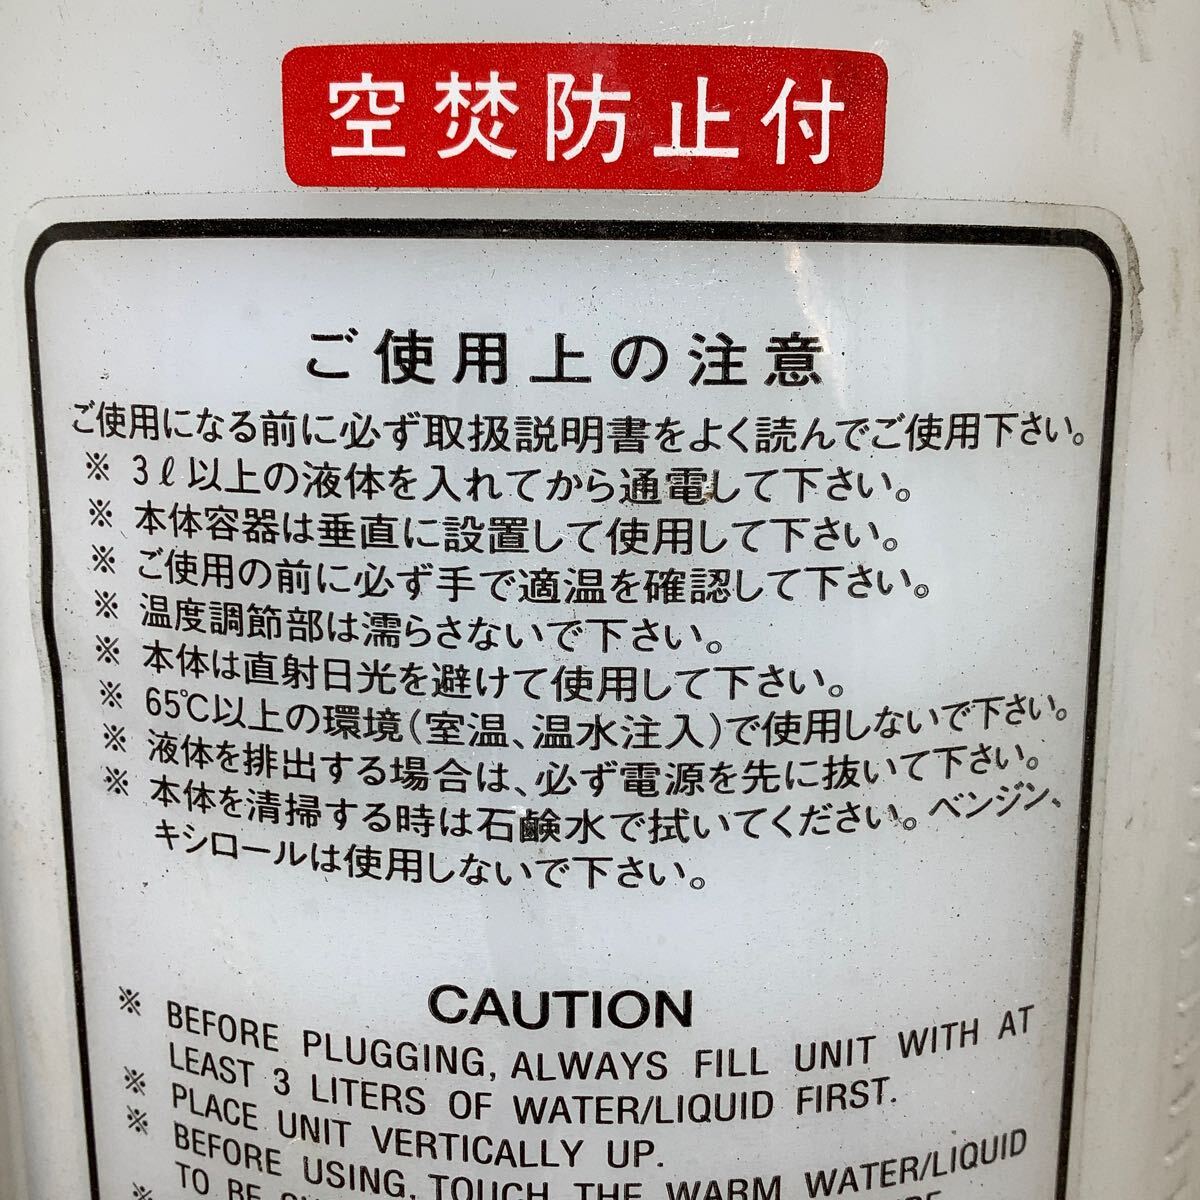 空焚防止付
ご使用上の注意
ご使用になる前に必ず取扱説明書をよく読んでご使用下さい。
※ 3ℓ以上の液体を入れてから通電して下さい。
※ 本体容器は垂直に設置して使用して下さい。
※ ご使用の前に必ず手で適温を確認して下さい。
※ 温度調節部は濡らさないで下さい。
※ 本体は直射日光を避けて使用して下さい。
※ 65℃以上の環境(室温、温水注入)で使用しないで下さい。
※ 液体を排出する場合は、必ず電源を先に抜いて下さい。
※ 本体を清掃する時は石鹸水で拭いてください。ベンジン、
キシロールは使用しないで下さい。
CAUTION
※ BEFORE PLUGGING, ALWAYS FILL UNIT WITH AT
LEAST 3 LITERS OF WATER/LIQUID FIRST.
※ PLACE UNIT VERTICALLY UP.
※ BEFORE USING, TOUCH THE WARM WATER/LIQUID
TO BE
※